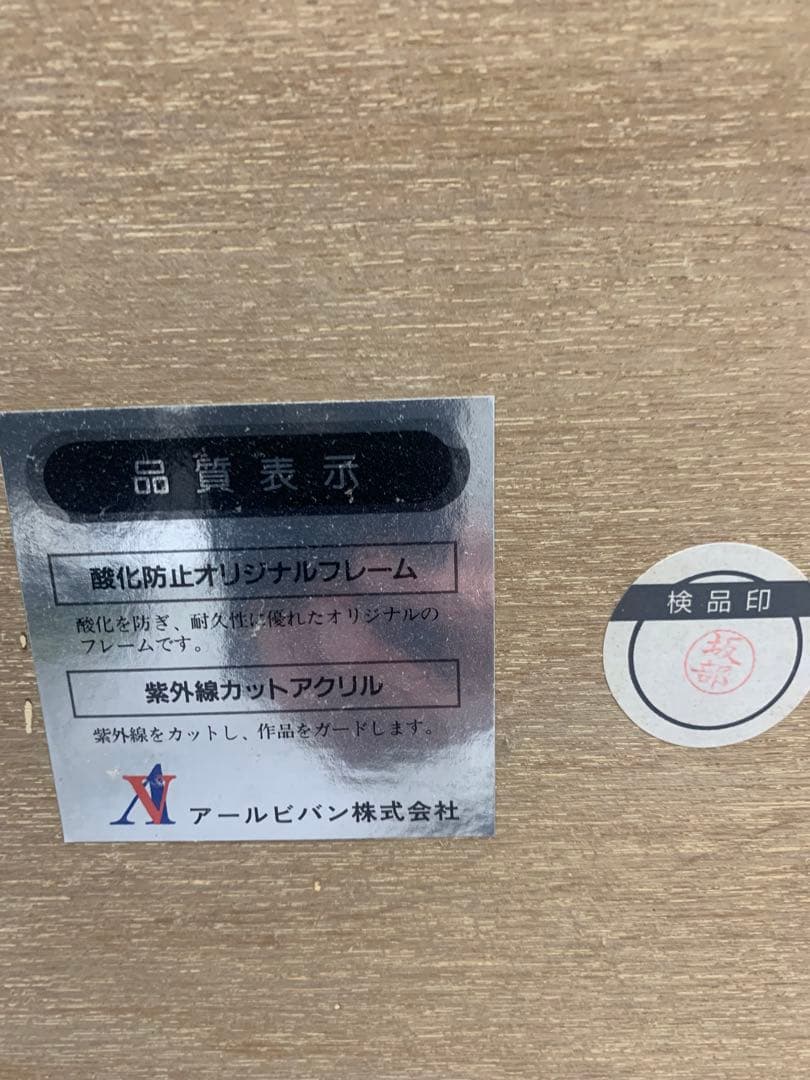 品質表示
酸化防止オリジナルフレーム
酸化を防ぎ、耐久性に優れたオリジナルの
フレームです。
紫外線カットアクリル
紫外線をカットし、作品をガードします。
AV アールビバン株式会社
検品印
坂部